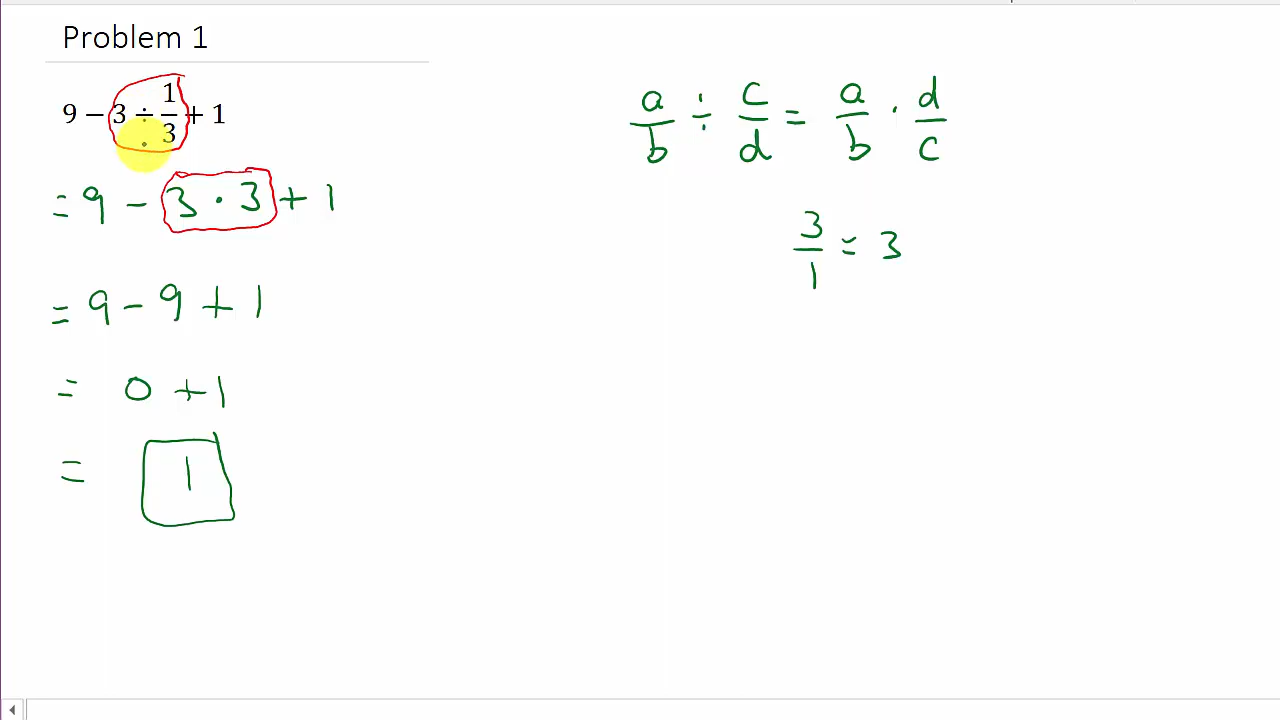 Problem 1
9 − 3 ÷ 1/3 + 1
= 9 − 3 · 3 + 1
= 9 − 9 + 1
= 0 + 1
= 1
a/b ÷ c/d = a/b · d/c
3/1 = 3